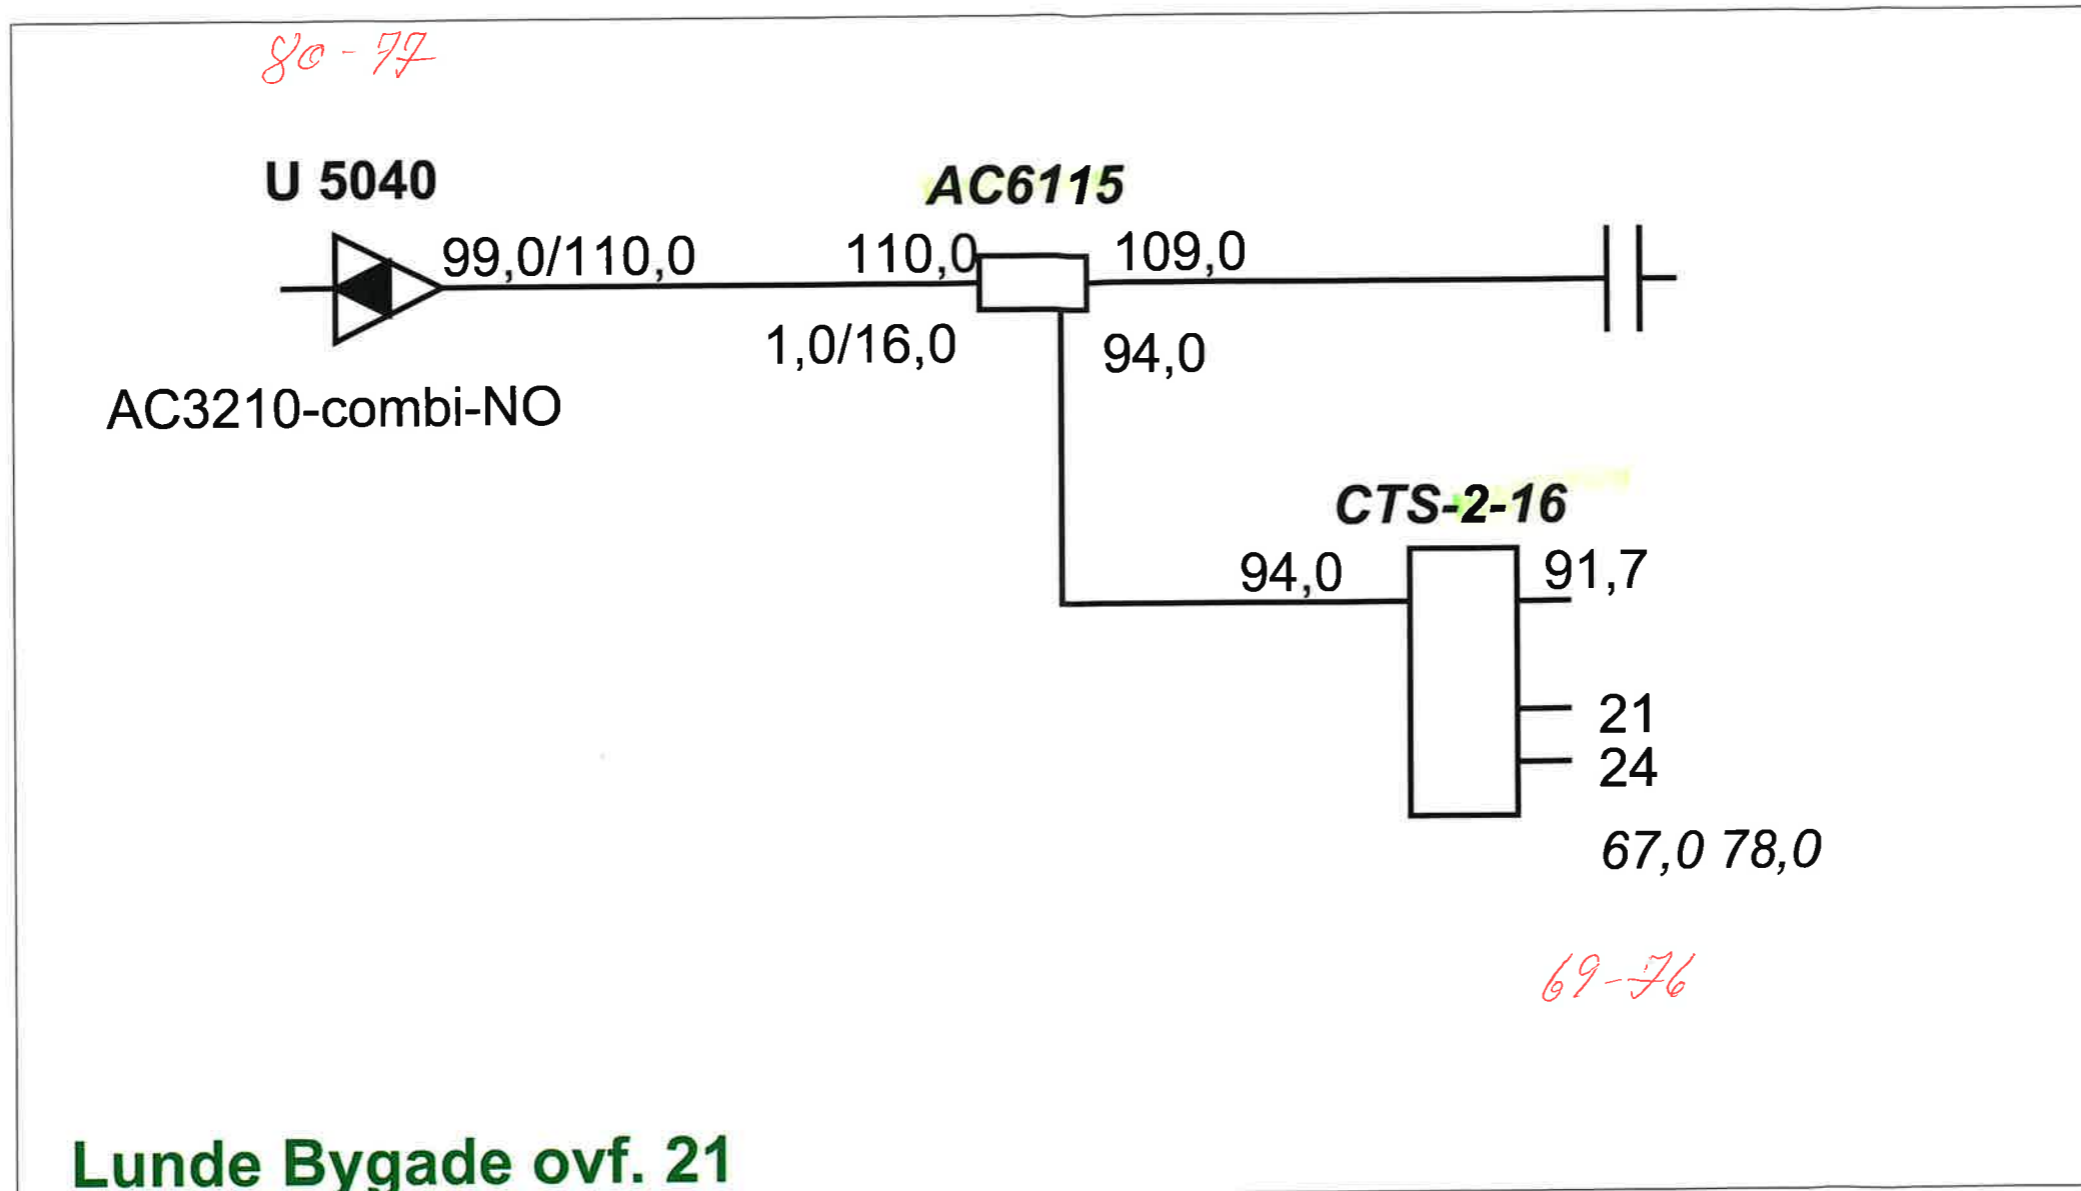 80-77
U 5040
AC6115
99,0/110,0
110,0
109,0
1,0/16,0
94,0
AC3210-combi-NO
CTS-2-16
94,0
91,7
21
24
67,0 78,0
69-76
Lunde Bygade ovf. 21